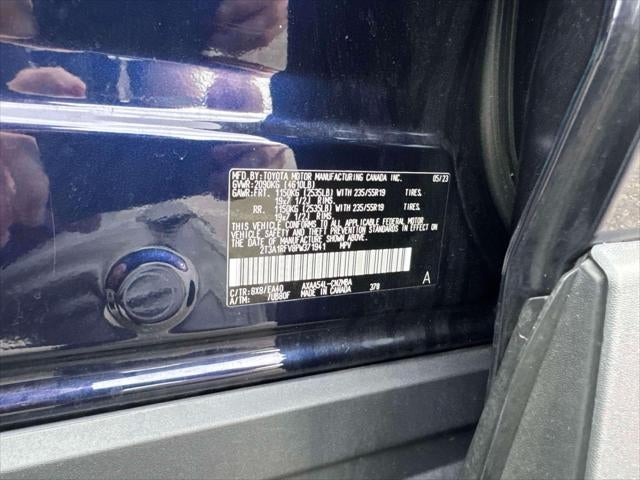 MFD.BY:TOYOTA MOTOR MANUFACTURING CANADA INC. 05/23
GVWR:2090KG (4610LB)
GAWR:FRT. 1150KG (2535LB) WITH 235/55R19 TIRES,
19x7 1/2J RIMS.
RR. 1150KG (2535LB) WITH 235/55R19 TIRES,
19x7 1/2J RIMS.
THIS VEHICLE CONFORMS TO ALL APPLICABLE FEDERAL MOTOR
VEHICLE SAFETY AND THEFT PREVENTION STANDARDS IN EFFECT
ON THE DATE OF MANUFACTURE SHOWN ABOVE.
2T3A1RFV8PW371941 MPV
C/TR:8X8/EA40 AXAA54L-CNZMBA A
A/TM: 7UB80F MADE IN CANADA 378